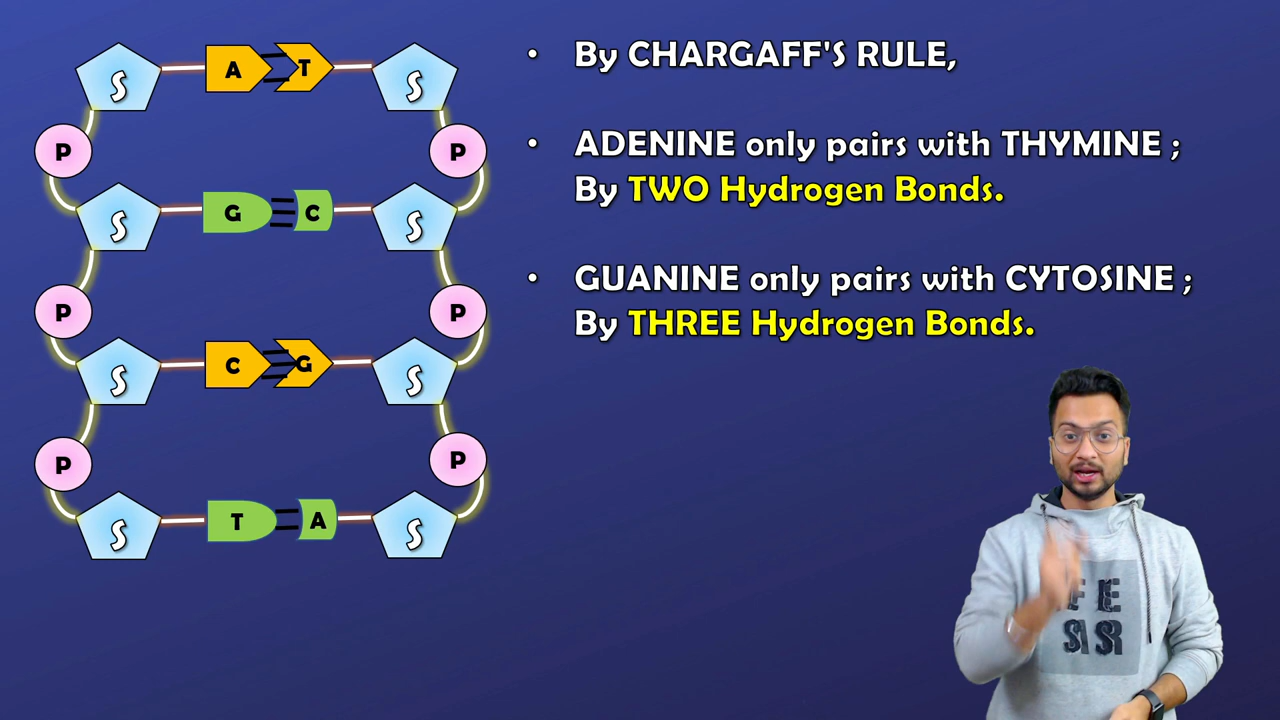 S A T S
P P
S G C S
P P
S C G S
P P
S T A S
• By CHARGAFF'S RULE,
• ADENINE only pairs with THYMINE ;
By TWO Hydrogen Bonds.
• GUANINE only pairs with CYTOSINE ;
By THREE Hydrogen Bonds.